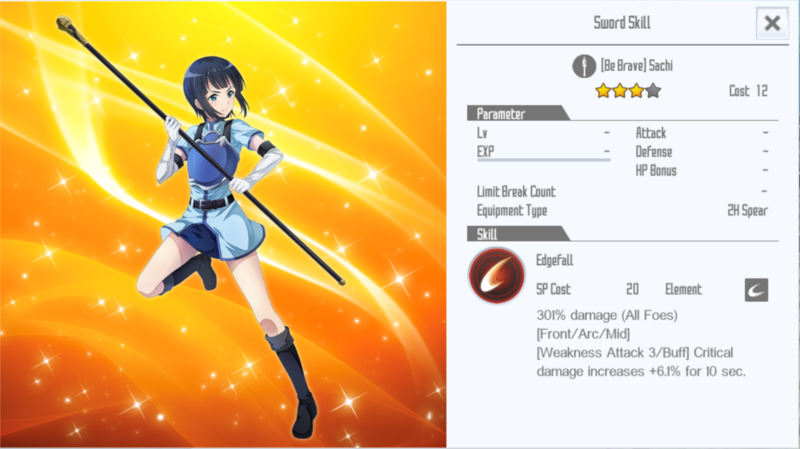 Sword Skill
[Be Brave] Sachi
Cost 12
Parameter
Lv - Attack -
EXP - Defense -
HP Bonus -
Limit Break Count -
Equipment Type 2H Spear
Skill
Edgefall
SP Cost 20 Element
301% damage (All Foes)
[Front/Arc/Mid]
[Weakness Attack 3/Buff] Critical
damage increases +6.1% for 10 sec.